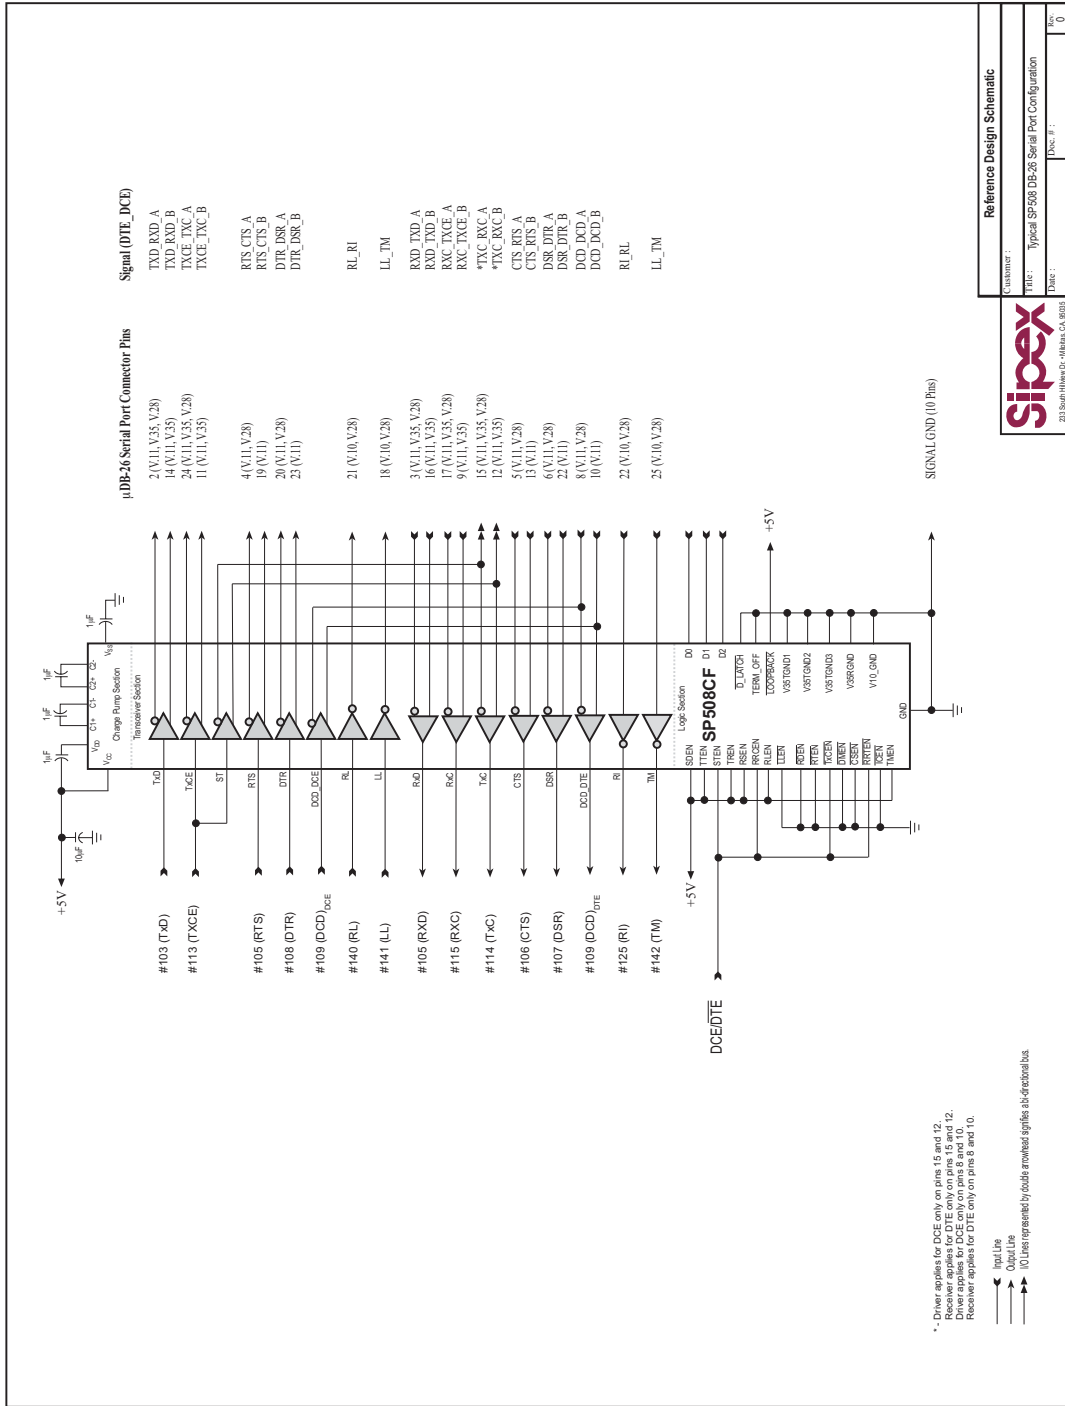 µDB-26 Serial Port Connector Pins
Signal (DTE_DCE)
2 (V.11, V.35, V.28) TXD_RXD_A
14 (V.11, V.35) TXD_RXD_B
24 (V.11, V.35, V.28) TXCE_TXC_A
11 (V.11, V.35) TXCE_TXC_B
4 (V.11, V.28) RTS_CTS_A
19 (V.11) RTS_CTS_B
20 (V.11, V.28) DTR_DSR_A
23 (V.11) DTR_DSR_B
21 (V.10, V.28) RL_RI
18 (V.10, V.28) LL_TM
3 (V.11, V.35, V.28) RXD_TXD_A
16 (V.11, V.35) RXD_TXD_B
17 (V.11, V.35, V.28) RXC_TXCE_A
9 (V.11, V.35) RXC_TXCE_B
15 (V.11, V.35, V.28) *TXC_RXC_A
12 (V.11, V.35) *TXC_RXC_B
5 (V.11, V.28) CTS_RTS_A
13 (V.11) CTS_RTS_B
6 (V.11, V.28) DSR_DTR_A
22 (V.11) DSR_DTR_B
8 (V.11, V.28) DCD_DCD_A
10 (V.11) DCD_DCD_B
22 (V.10, V.28) RI_RL
25 (V.10, V.28) LL_TM
+5V
10µF
1µF
1µF
1µF
1µF
VCC
VDD
C1+
C1-
C2+
C2-
VSS
Charge Pump Section
Transceiver Section
#103 (TxD)
#113 (TXCE)
#105 (RTS)
#108 (DTR)
#109 (DCD)DCE
#140 (RL)
#141 (LL)
#105 (RXD)
#115 (RXC)
#114 (TxC)
#106 (CTS)
#107 (DSR)
#109 (DCD)DTE
#125 (RI)
#142 (TM)
TxD
TxCE
ST
RTS
DTR
DCD_DCE
RL
LL
RxD
RxC
TxC
CTS
DSR
DCD_DTE
RI
TM
Logic Section
SP508CF
+5V
DCE/DTE
SDEN
TTEN
STEN
TREN
RSEN
RRCEN
RLEN
LLEN
RDEN
RTEN
TxCEN
DMEN
CSEN
RRTEN
ICEN
TMEN
D0
D1
D2
D_LATCH
TERM_OFF
LOOPBACK
V35TGND1
V35TGND2
V35TGND3
V35RGND
V10_GND
GND
+5V
SIGNAL GND (10 Pins)
* - Driver applies for DCE only on pins 15 and 12.
Receiver applies for DTE only on pins 15 and 12.
Driver applies for DCE only on pins 8 and 10.
Receiver applies for DTE only on pins 8 and 10.
Input Line
Output Line
I/O Lines represented by double arrowhead signifies a bi-directional bus.
Sipex
233 South Hillview Dr. • Milpitas, CA. 95035
Reference Design Schematic
Customer :
Title : Typical SP508 DB-26 Serial Port Configuration
Date :
Doc. # :
Rev. 0